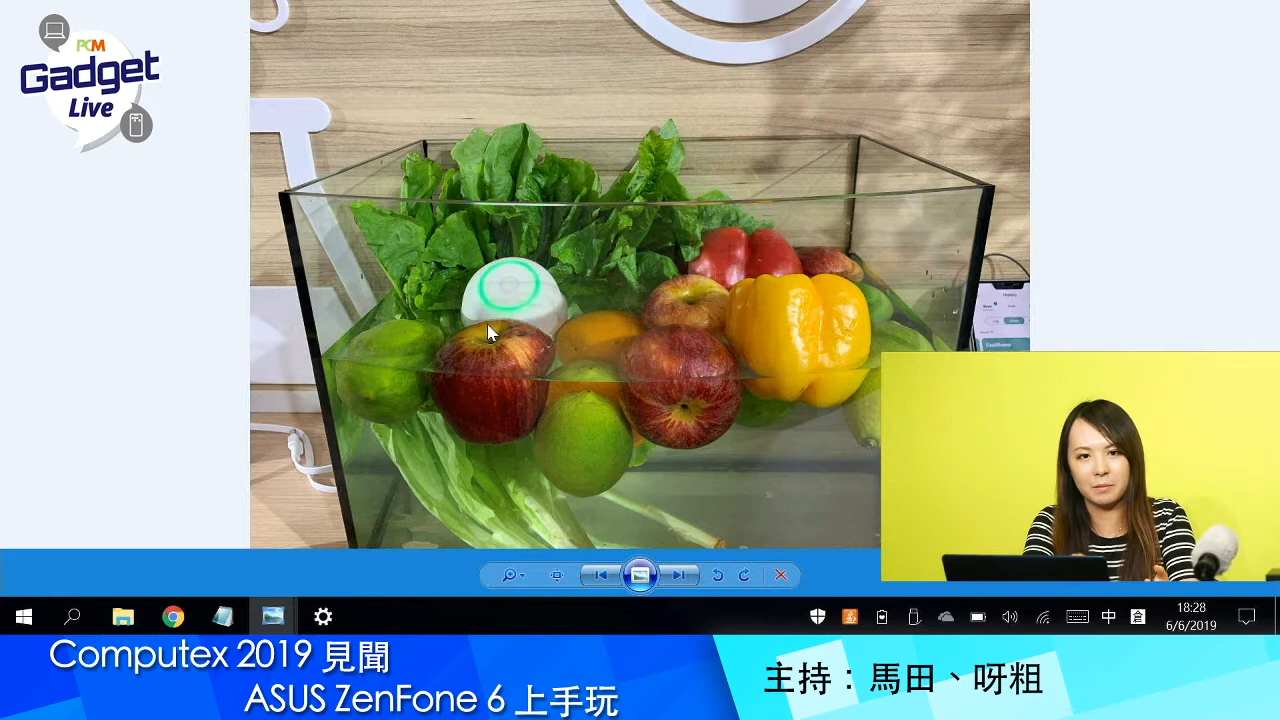 PCM
Gadget
Live
History
18:28
6/6/2019
中
Computex 2019 見聞
ASUS ZenFone 6 上手玩
主持：馬田、呀粗